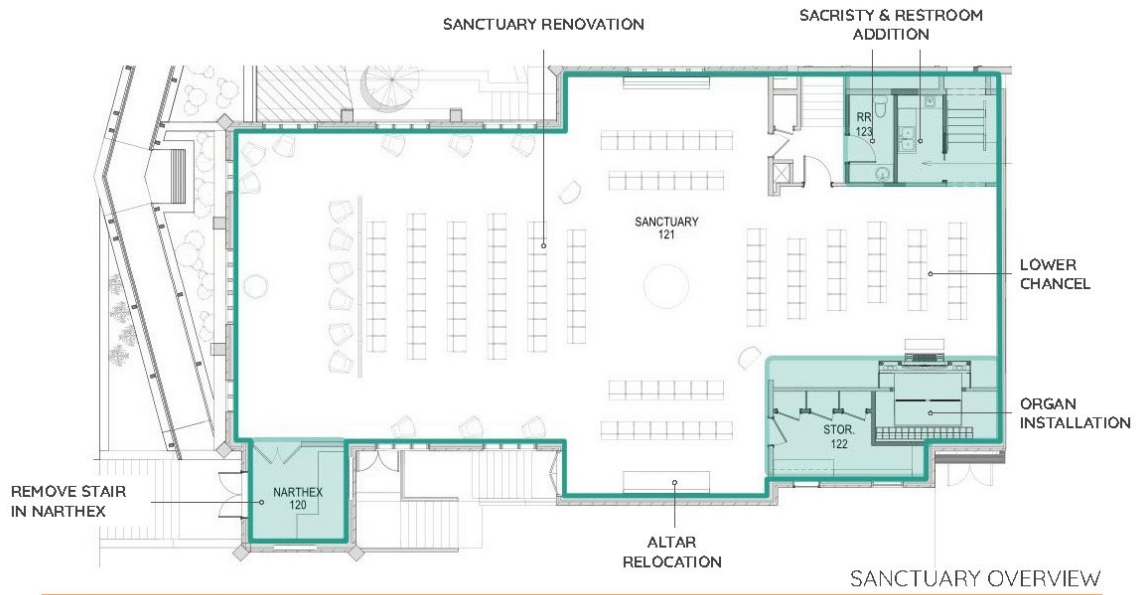 SANCTUARY RENOVATION
SACRISTY & RESTROOM
ADDITION
RR
123
SANCTUARY
121
LOWER
CHANCEL
ORGAN
INSTALLATION
STOR.
122
REMOVE STAIR
IN NARTHEX
NARTHEX
120
ALTAR
RELOCATION
SANCTUARY OVERVIEW